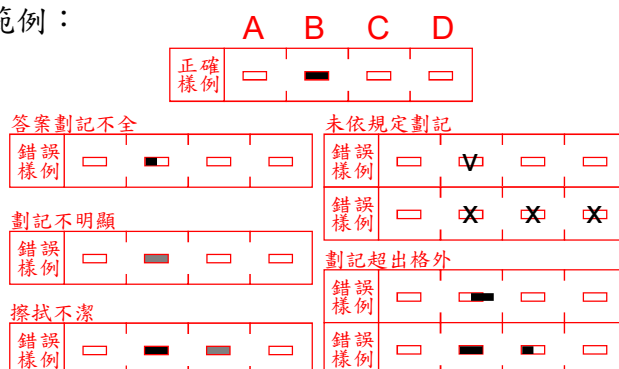 範例：
A B C D
正確
樣例
答案劃記不全
錯誤
樣例
劃記不明顯
錯誤
樣例
擦拭不潔
錯誤
樣例
未依規定劃記
錯誤
樣例
V
錯誤
樣例
X X X
劃記超出格外
錯誤
樣例
錯誤
樣例